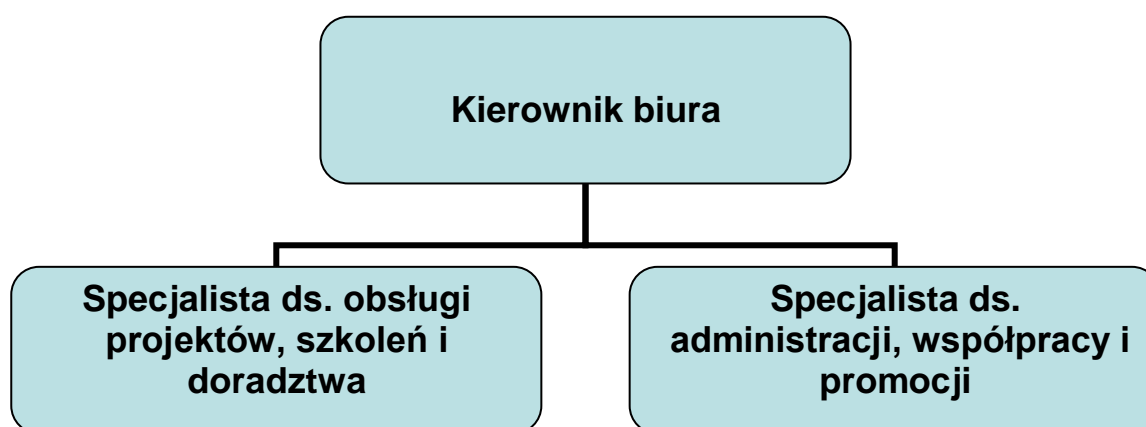 Kierownik biura
Specjalista ds. obsługi
projektów, szkoleń i
doradztwa
Specjalista ds.
administracji, współpracy i
promocji